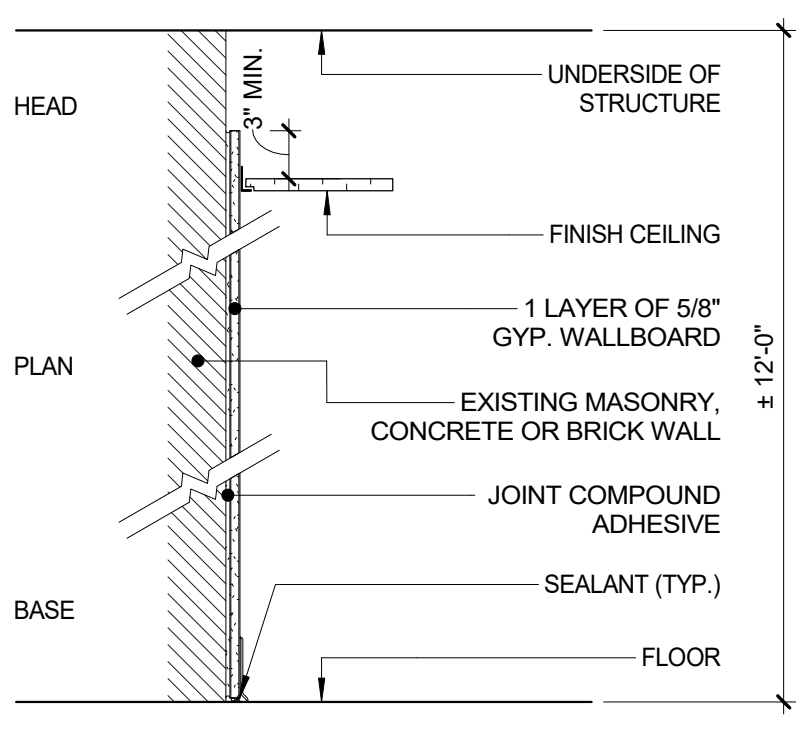 HEAD
3" MIN.
UNDERSIDE OF
STRUCTURE
FINISH CEILING
1 LAYER OF 5/8"
GYP. WALLBOARD
± 12'-0"
PLAN
EXISTING MASONRY,
CONCRETE OR BRICK WALL
JOINT COMPOUND
ADHESIVE
SEALANT (TYP.)
BASE
FLOOR